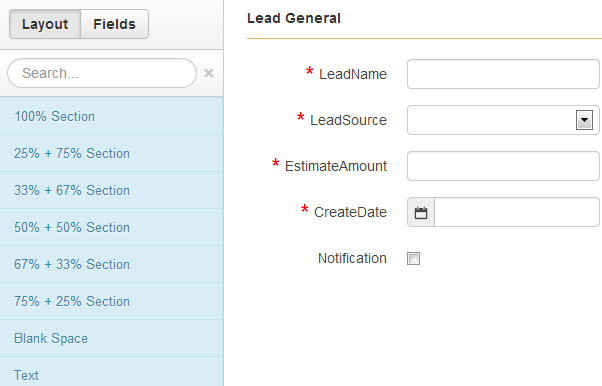 Layout Fields
Search...
100% Section
25% + 75% Section
33% + 67% Section
50% + 50% Section
67% + 33% Section
75% + 25% Section
Blank Space
Text
Lead General
* LeadName
* LeadSource
* EstimateAmount
* CreateDate
Notification